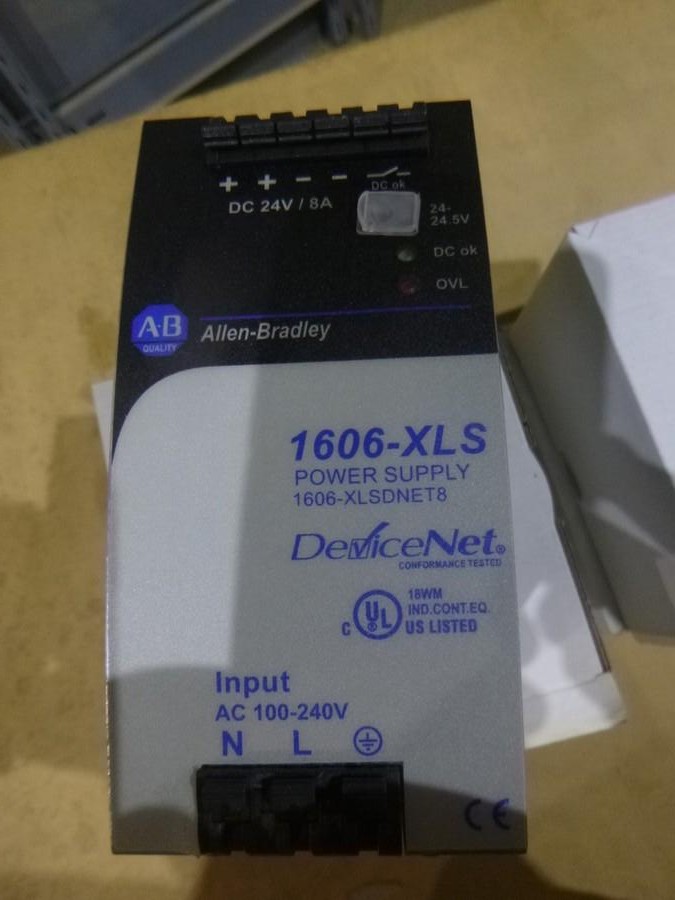 + + - -
DC ok
DC 24V / 8A
24-
24.5V
DC ok
OVL
A·B
QUALITY
Allen-Bradley
1606-XLS
POWER SUPPLY
1606-XLSDNET8
DeviceNet®
CONFORMANCE TESTED
C UL® US LISTED
18WM
IND.CONT.EQ.
Input
AC 100-240V
N L
CE